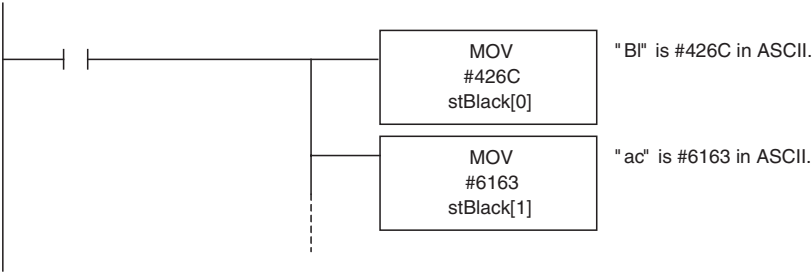 MOV
#426C
stBlack[0]
"Bl" is #426C in ASCII.
MOV
#6163
stBlack[1]
"ac" is #6163 in ASCII.